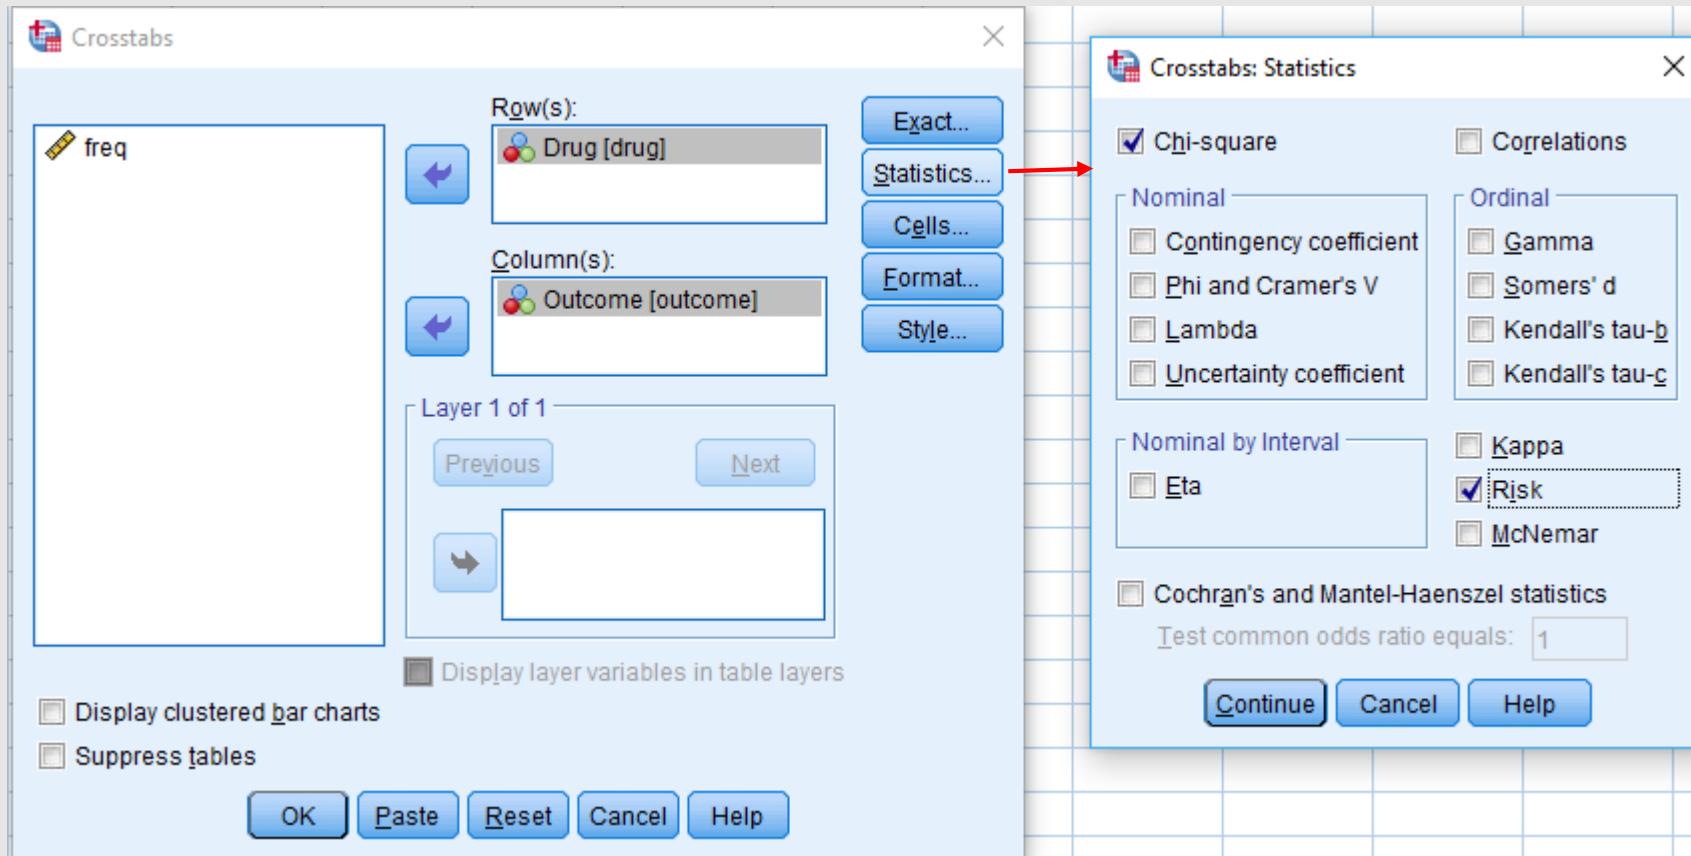 Crosstabs
freq
Row(s):
Drug [drug]
Column(s):
Outcome [outcome]
Layer 1 of 1
Previous
Next
Display layer variables in table layers
Display clustered bar charts
Suppress tables
OK
Paste
Reset
Cancel
Help
Exact...
Statistics...
Cells...
Format...
Style...
Crosstabs: Statistics
Chi-square
Correlations
Nominal
Contingency coefficient
Phi and Cramer's V
Lambda
Uncertainty coefficient
Ordinal
Gamma
Somers' d
Kendall's tau-b
Kendall's tau-c
Nominal by Interval
Eta
Kappa
Risk
McNemar
Cochran's and Mantel-Haenszel statistics
Test common odds ratio equals: 1
Continue
Cancel
Help